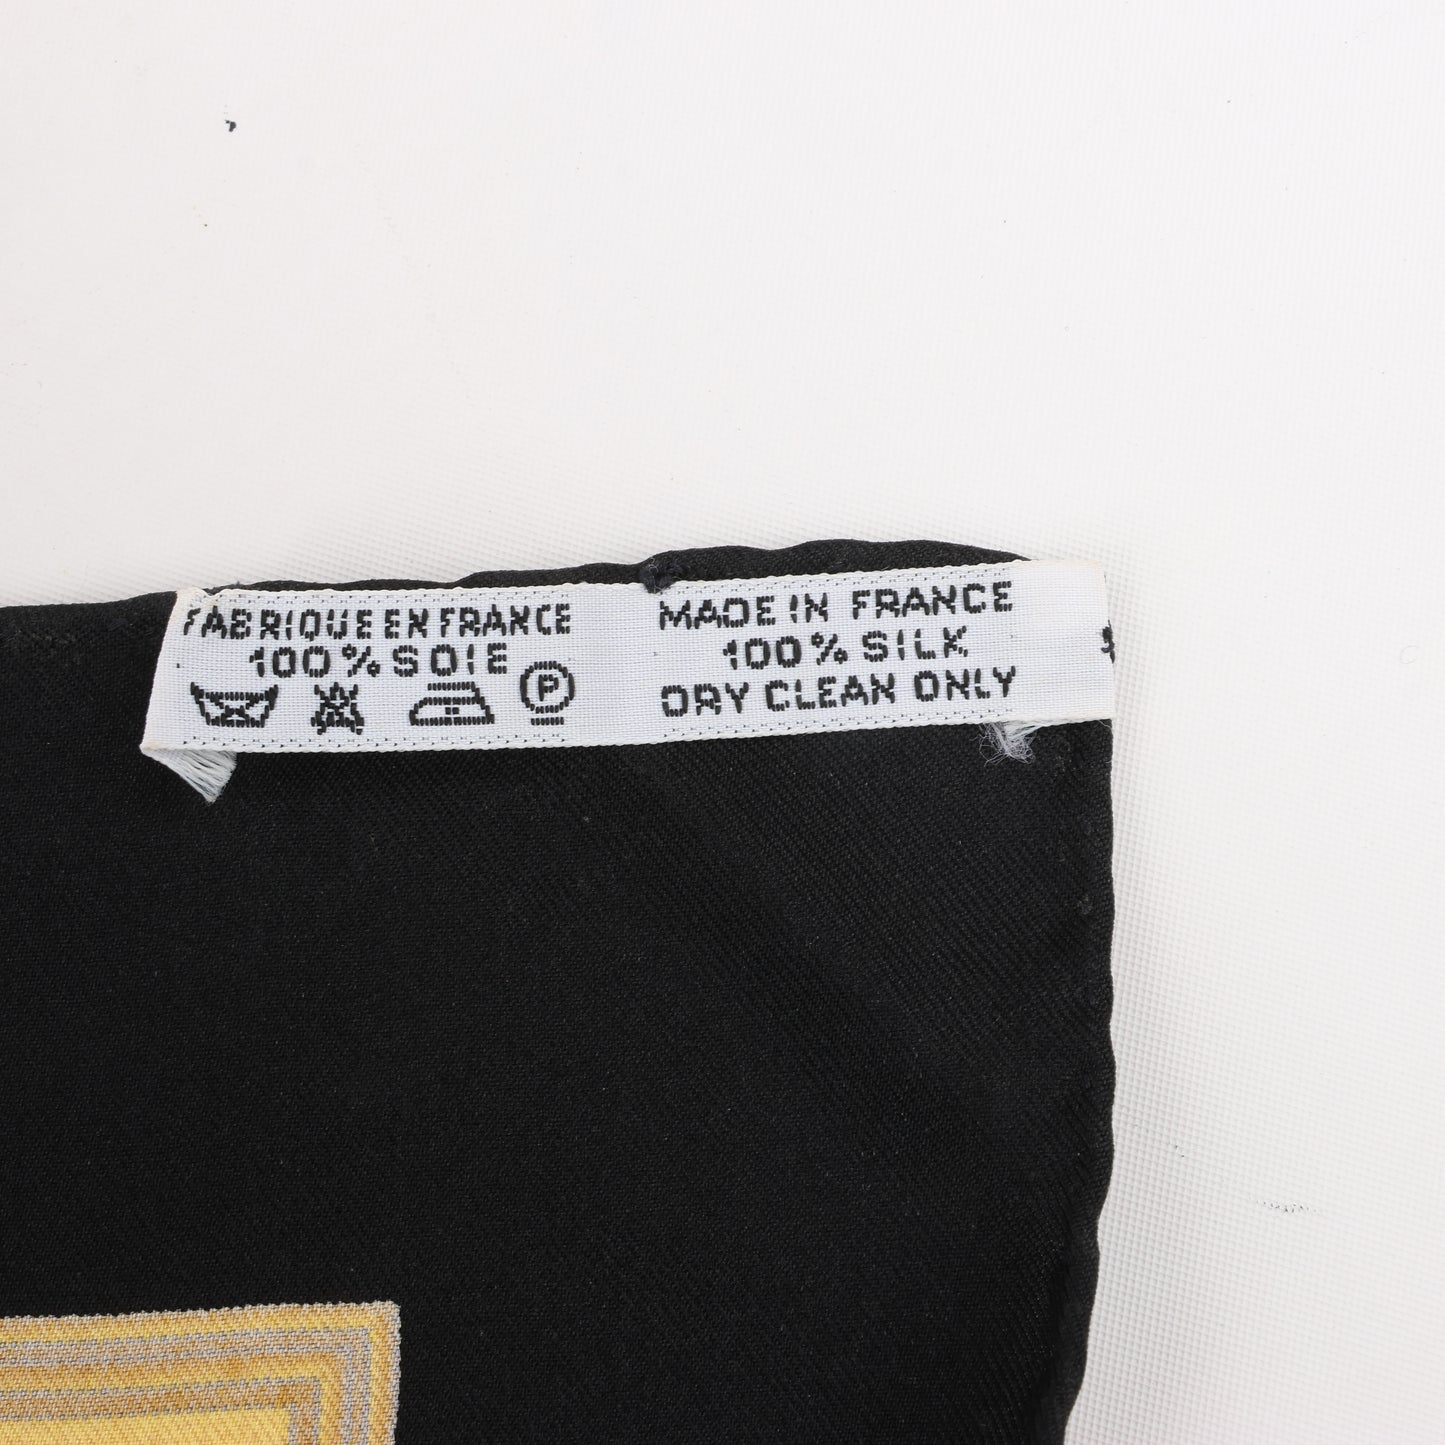 FABRIQUE EN FRANCE
100% SOIE
P
MADE IN FRANCE
100% SILK
DRY CLEAN ONLY